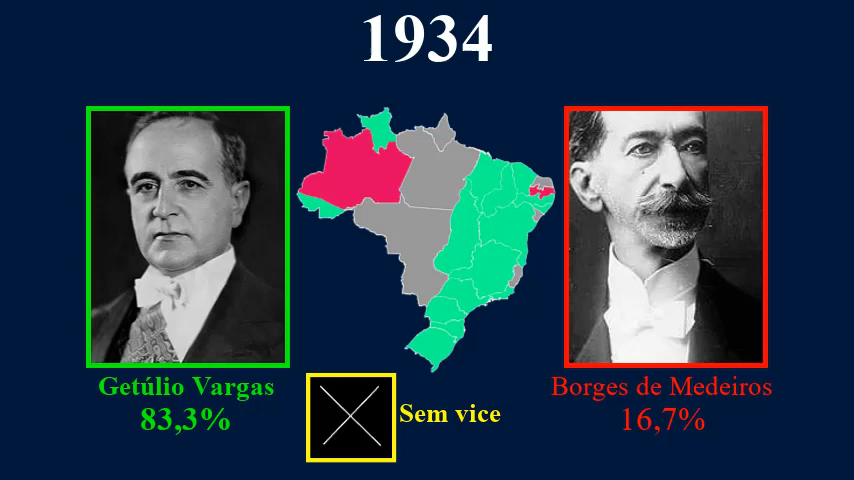 1934
Getúlio Vargas
83,3%
Sem vice
Borges de Medeiros
16,7%